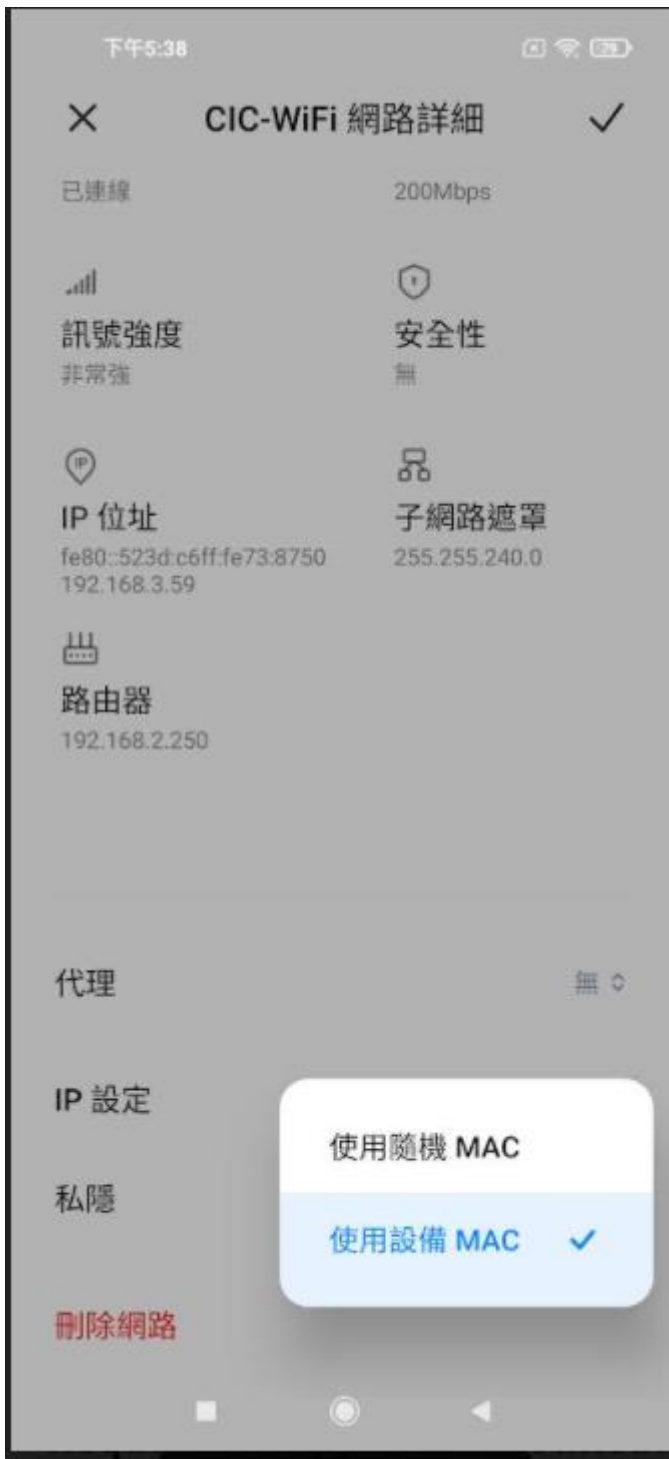 下午5:38
29
CIC-WiFi 網路詳細
已連線
200Mbps
訊號強度
非常強
安全性
無
IP 位址
fe80::523d:c6ff:fe73:8750
192.168.3.59
子網路遮罩
255.255.240.0
IP
路由器
192.168.2.250
代理
無
IP 設定
私隱
使用隨機 MAC
使用設備 MAC
刪除網路